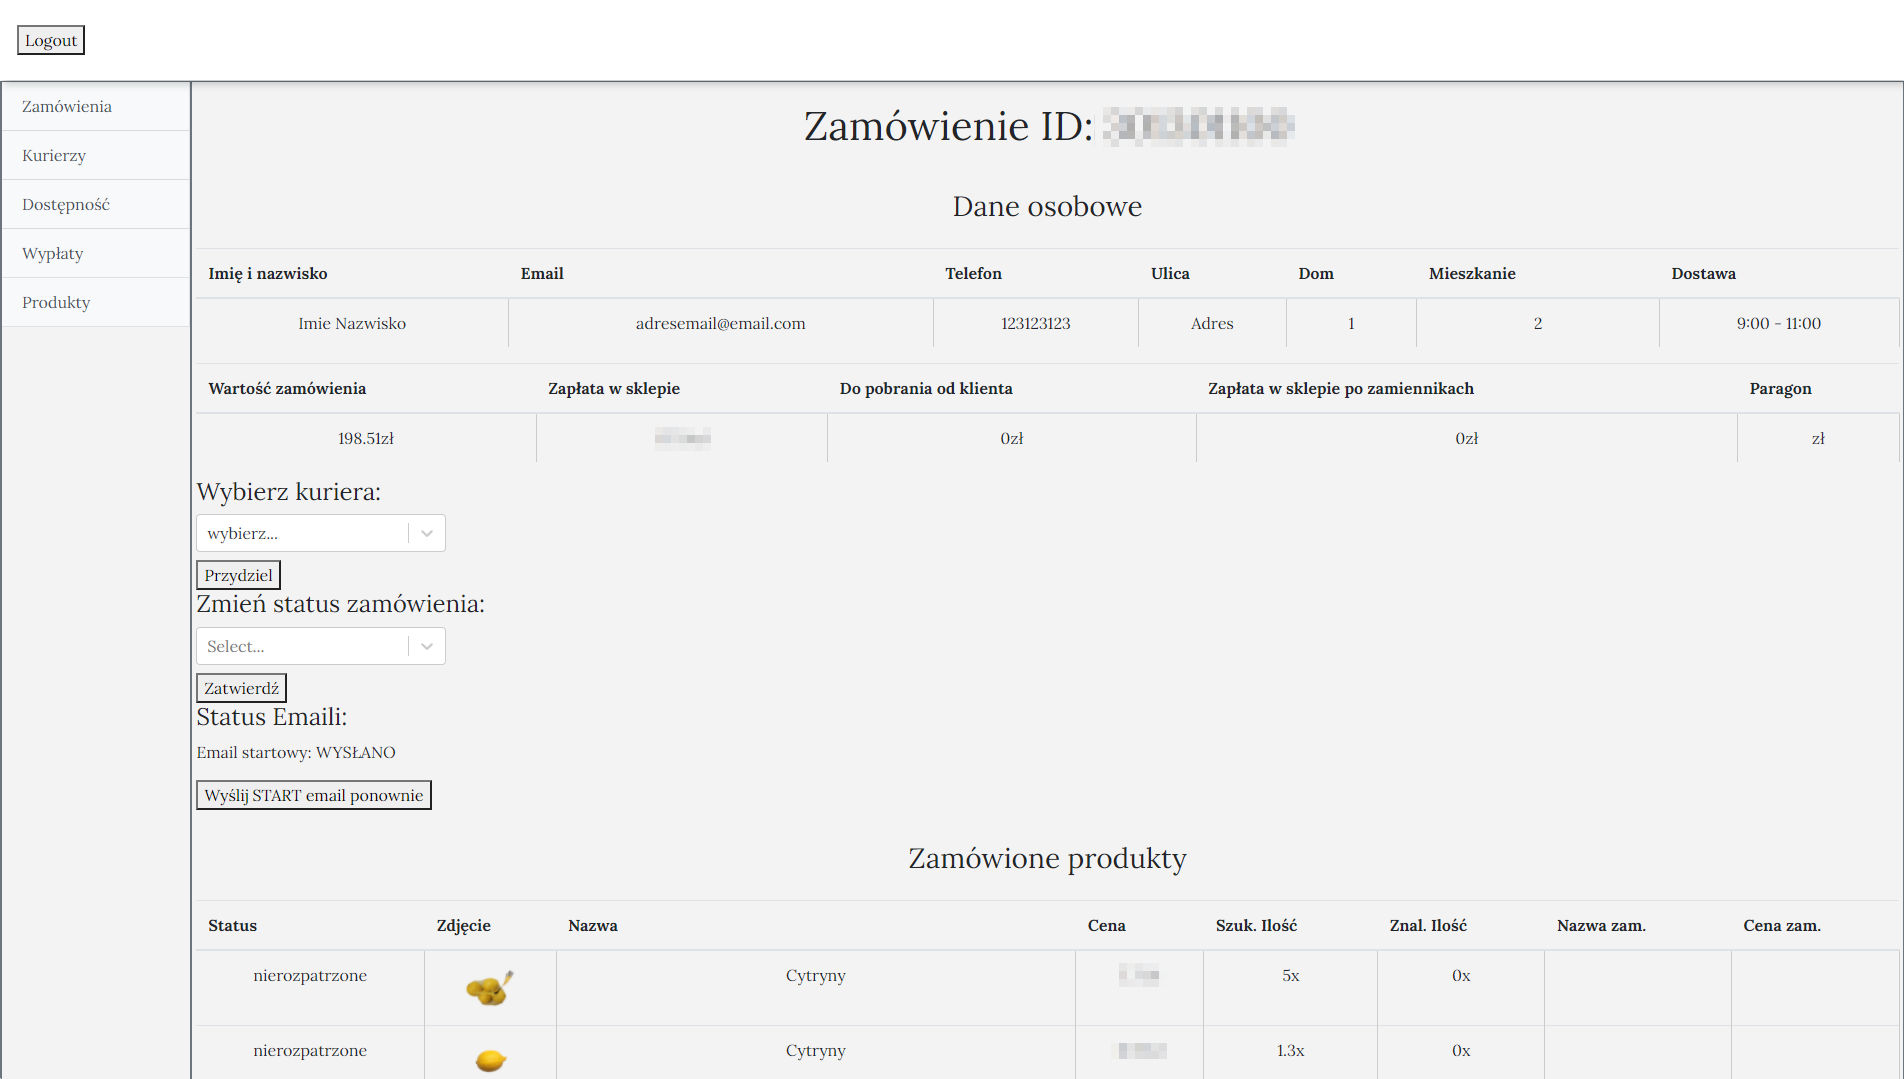 Logout
Zamówienia
Kurierzy
Dostępność
Wypłaty
Produkty
Zamówienie ID:
Dane osobowe
Imię i nazwisko Email Telefon Ulica Dom Mieszkanie Dostawa
Imie Nazwisko adresemail@email.com 123123123 Adres 1 2 9:00 - 11:00
Wartość zamówienia Zapłata w sklepie Do pobrania od klienta Zapłata w sklepie po zamiennikach Paragon
198.51zł 0zł 0zł zł
Wybierz kuriera:
wybierz...
Przydziel
Zmień status zamówienia:
Select...
Zatwierdź
Status Emaili:
Email startowy: WYSŁANO
Wyślij START email ponownie
Zamówione produkty
Status Zdjęcie Nazwa Cena Szuk. Ilość Znal. Ilość Nazwa zam. Cena zam.
nierozpatrzone Cytryny 5x 0x
nierozpatrzone Cytryny 1.3x 0x